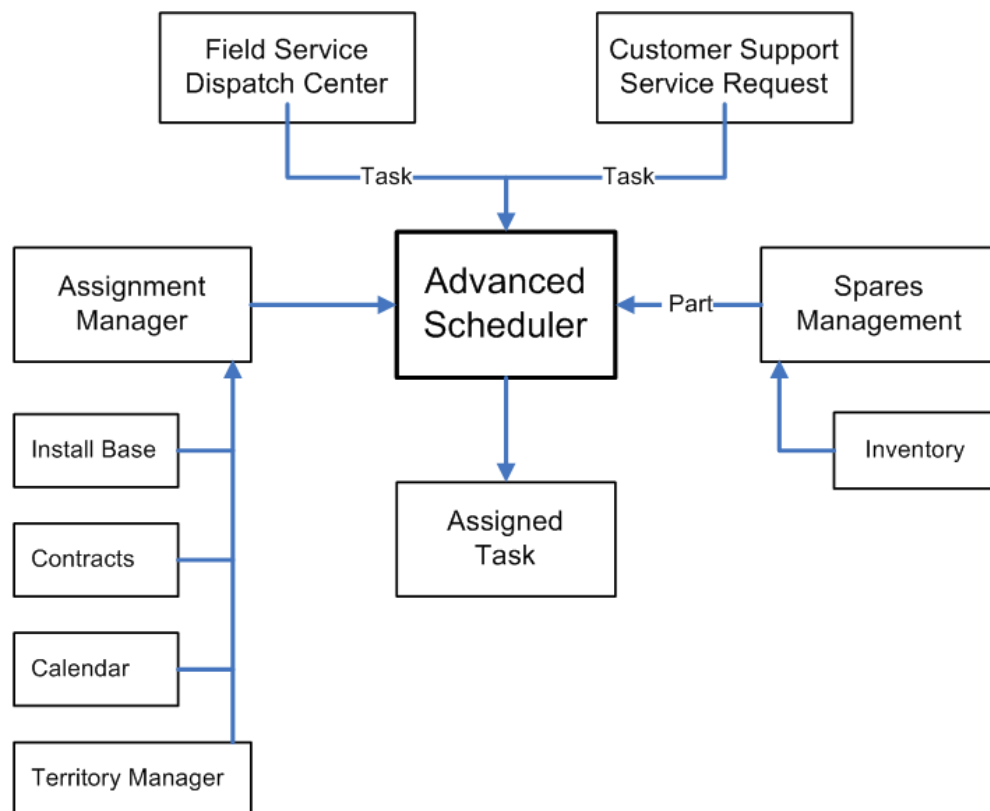 Field Service
Dispatch Center
Customer Support
Service Request
Task
Task
Assignment
Manager
Advanced
Scheduler
Part
Spares
Management
Install Base
Inventory
Assigned
Task
Contracts
Calendar
Territory Manager